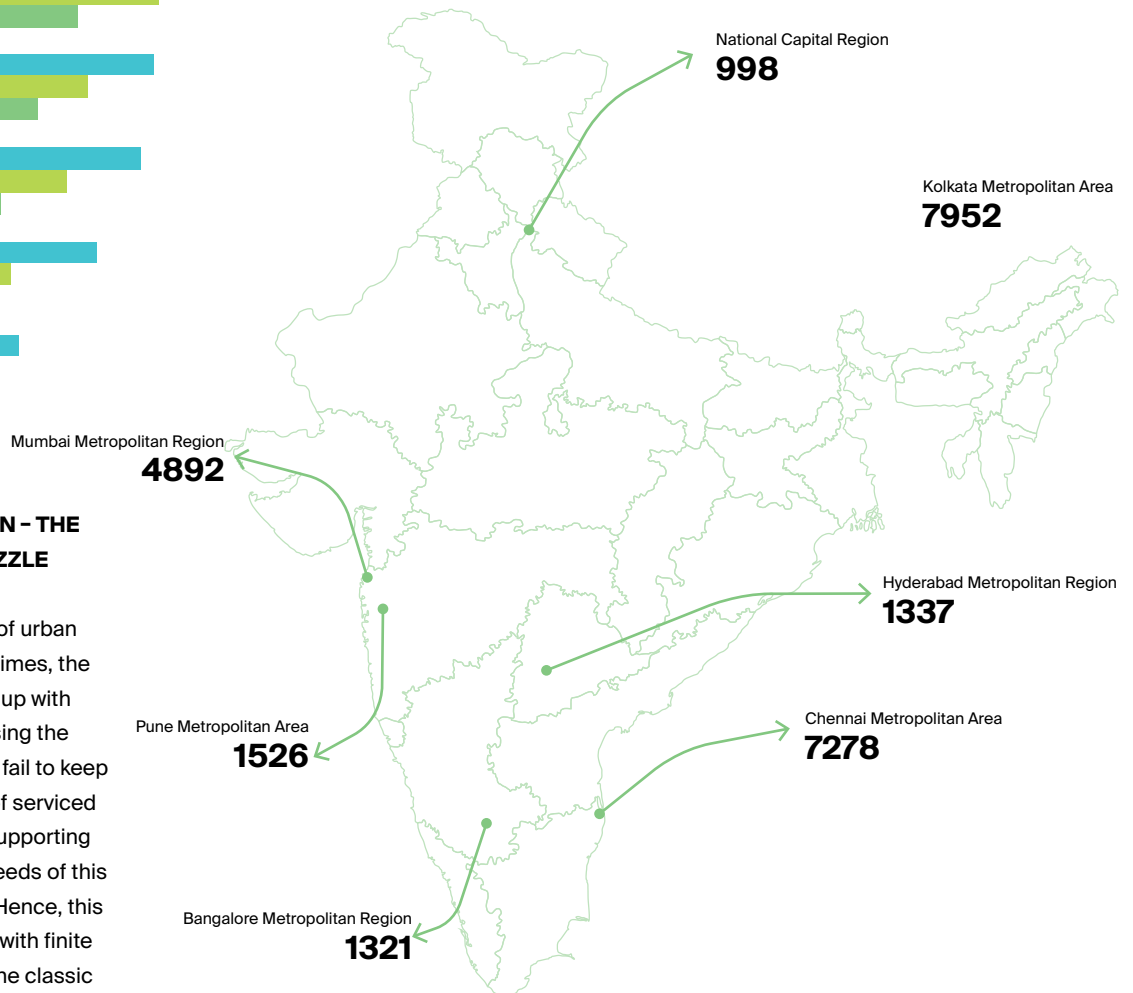 National Capital Region
998
Kolkata Metropolitan Area
7952
Mumbai Metropolitan Region
4892
Hyderabad Metropolitan Region
1337
Pune Metropolitan Area
1526
Chennai Metropolitan Area
7278
Bangalore Metropolitan Region
1321
N – THE
ZZLE
of urban
imes, the
up with
sing the
fail to keep
f serviced
upporting
eeds of this
Hence, this
with finite
ne classic